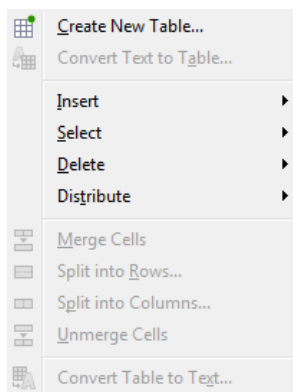 Create New Table...
Convert Text to Table...
Insert
Select
Delete
Distribute
Merge Cells
Split into Rows...
Split into Columns...
Unmerge Cells
Convert Table to Text...